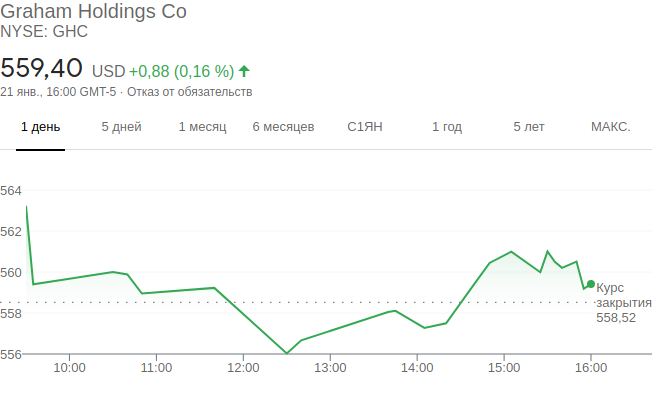 Graham Holdings Co
NYSE: GHC
559,40 USD +0,88 (0,16 %)
21 янв., 16:00 GMT-5 · Отказ от обязательств
1 день 5 дней 1 месяц 6 месяцев С1ЯН 1 год 5 лет МАКС.
564
562
560
558
556
Курс
закрытия
558,52
10:00 11:00 12:00 13:00 14:00 15:00 16:00